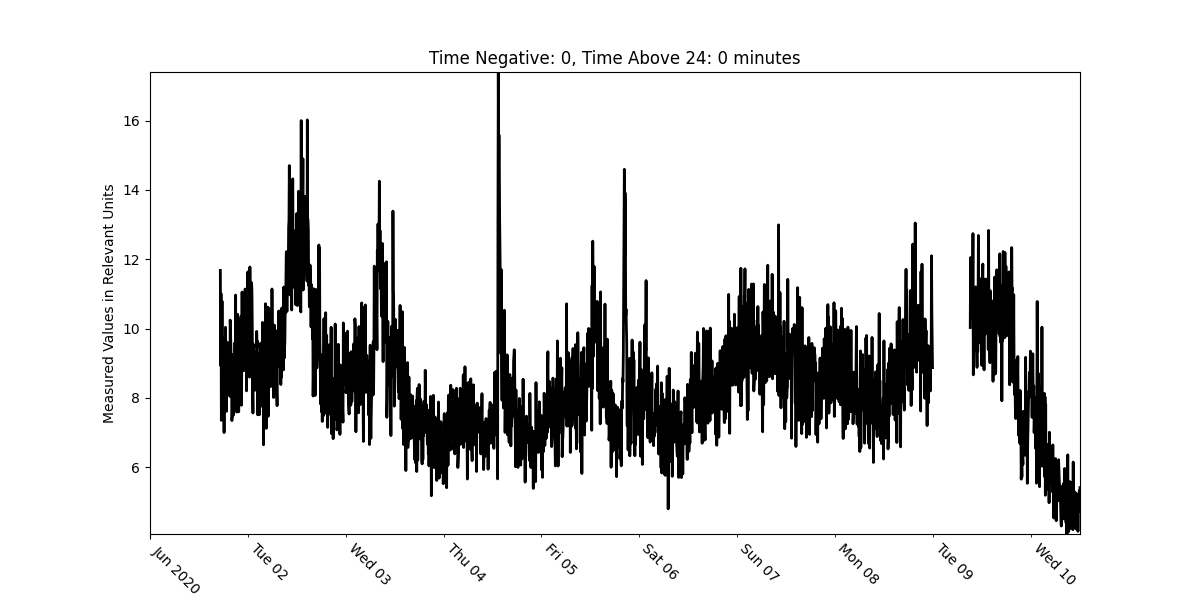 Time Negative: 0, Time Above 24: 0 minutes
Measured Values in Relevant Units
16
14
12
10
8
6
Jun 2020
Tue 02
Wed 03
Thu 04
Fri 05
Sat 06
Sun 07
Mon 08
Tue 09
Wed 10